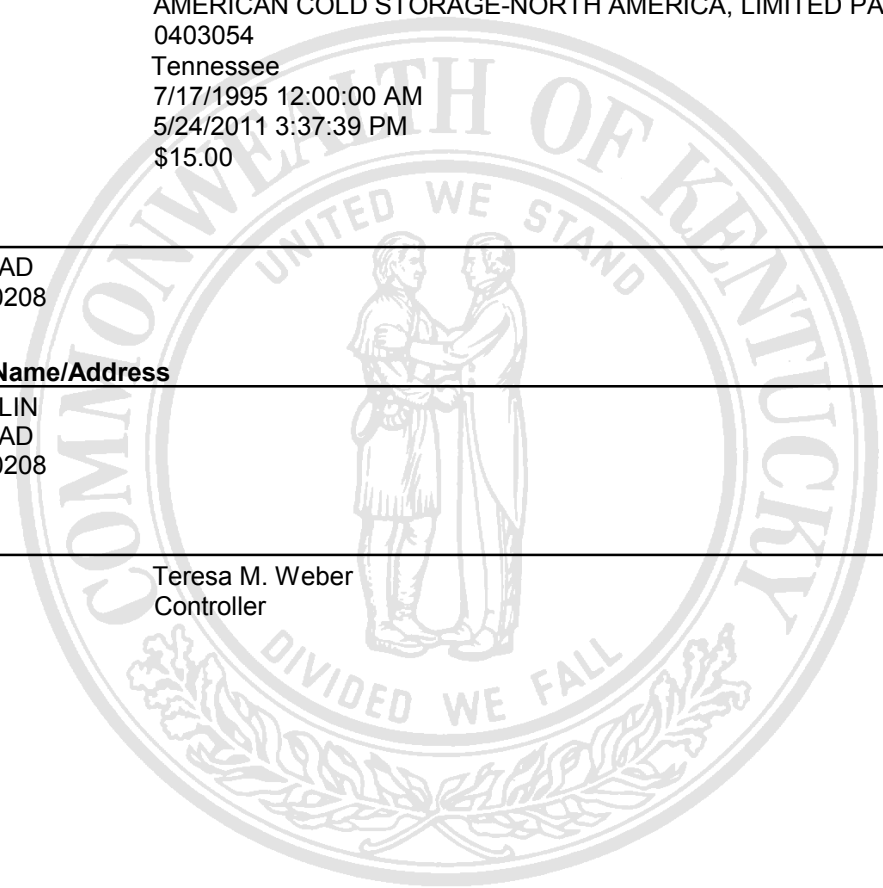 AMERICAN COLD STORAGE-NORTH AMERICA, LIMITED PA
0403054
Tennessee
7/17/1995 12:00:00 AM
5/24/2011 3:37:39 PM
$15.00
COMMONWEALTH OF KENTUCKY
UNITED WE STAND
AD
0208
Name/Address
LIN
AD
0208
Teresa M. Weber
Controller
DIVIDED WE FALL